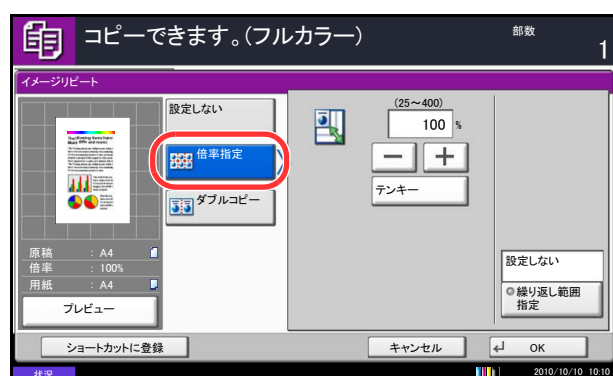 コピーできます。(フルカラー)
部数
1
イメージリピート
設定しない
倍率指定
ダブルコピー
(25～400)
100 %
テンキー
原稿 : A4
倍率 : 100%
用紙 : A4
プレビュー
設定しない
繰り返し範囲
指定
ショートカットに登録
キャンセル
OK
状況
2010/10/10 10:10